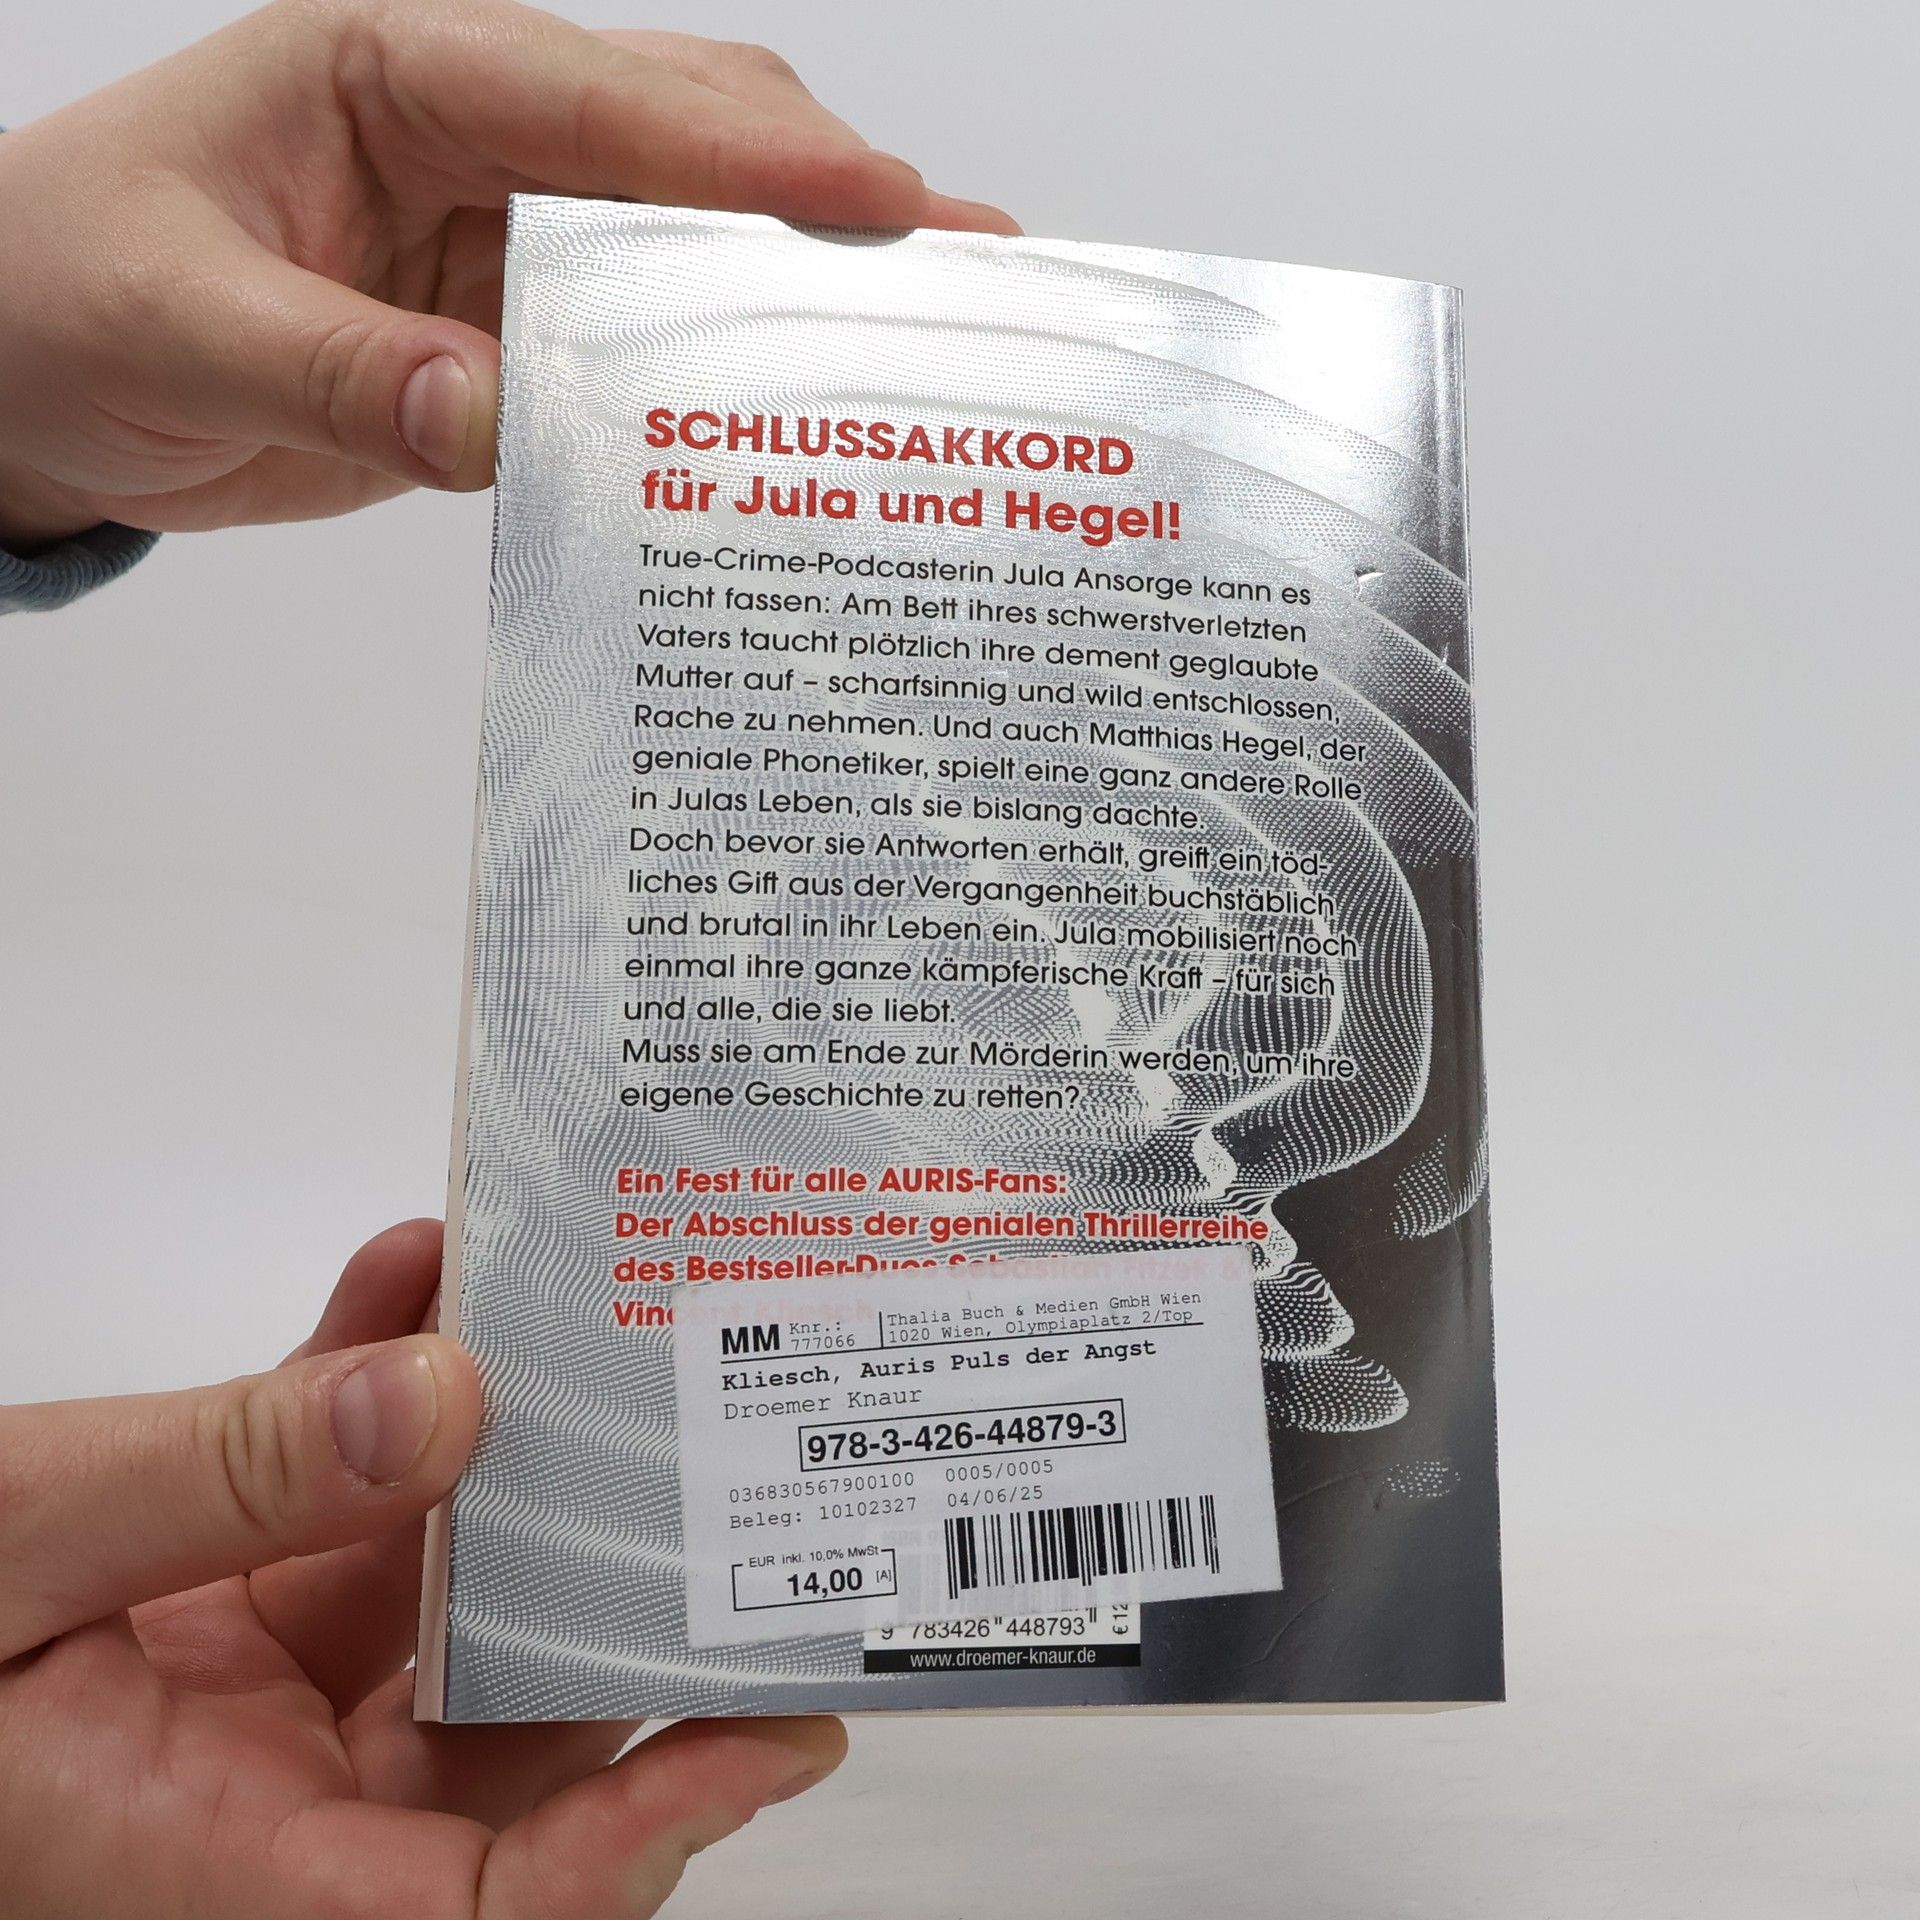 SCHLUSSAKKORD
für Jula und Hegel!
True-Crime-Podcasterin Jula Ansorge kann es
nicht fassen: Am Bett ihres schwerstverletzten
Vaters taucht plötzlich ihre dement geglaubte
Mutter auf – scharfsinnig und wild entschlossen,
Rache zu nehmen. Und auch Matthias Hegel, der
geniale Phonetiker, spielt eine ganz andere Rolle
in Julas Leben, als sie bislang dachte.
Doch bevor sie Antworten erhält, greift ein töd-
liches Gift aus der Vergangenheit buchstäblich
und brutal in ihr Leben ein. Jula mobilisiert noch
einmal ihre ganze kämpferische Kraft – für sich
und alle, die sie liebt.
Muss sie am Ende zur Mörderin werden, um ihre
eigene Geschichte zu retten?
Ein Fest für alle AURIS-Fans:
Der Abschluss der genialen Thrillerreihe
des Bestseller-Duos Sebastian Fitzek &
Vincent Kliesch
MM Knr.: 777066
Thalia Buch & Medien GmbH Wien
1020 Wien, Olympiaplatz 2/Top
Kliesch, Auris Puls der Angst
Droemer Knaur
978-3-426-44879-3
036830567900100 0005/0005
Beleg: 10102327 04/06/25
EUR inkl. 10,0% MwSt
14,00 [A]
9 783426 448793
www.droemer-knaur.de